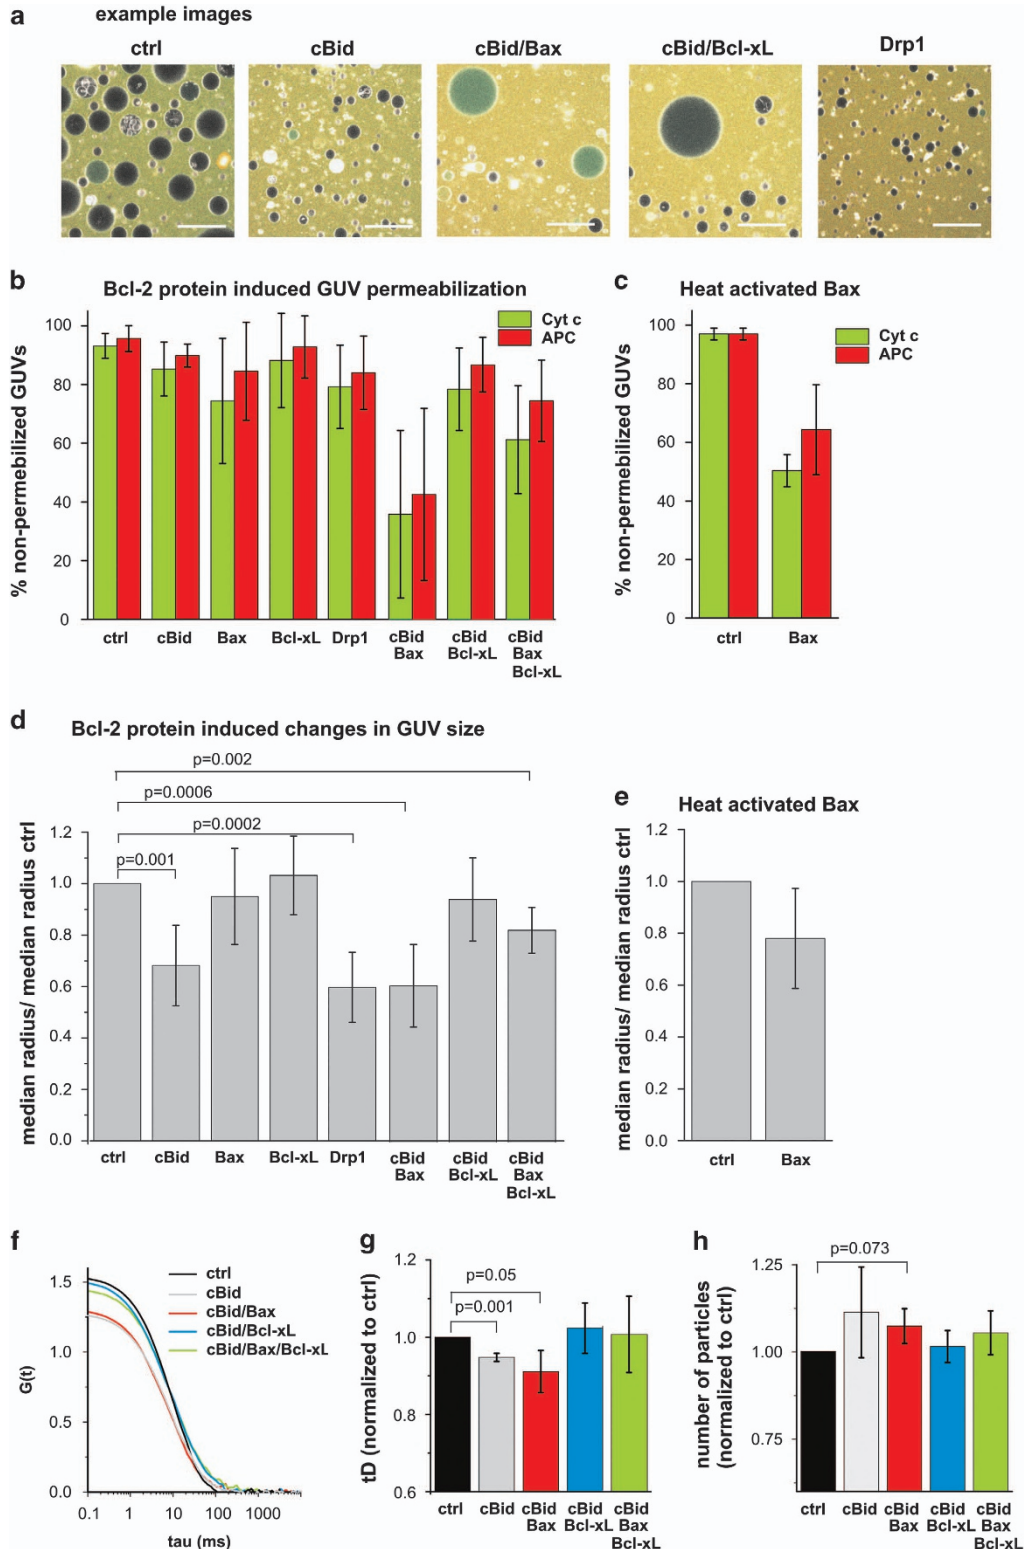 a
example images
ctrl
cBid
cBid/Bax
cBid/Bcl-xL
Drp1
b
Bcl-2 protein induced GUV permeabilization
Cyt c
APC
% non-permebilized GUVs
100
80
60
40
20
0
ctrl
cBid
Bax
Bcl-xL
Drp1
cBid
Bax
cBid
Bcl-xL
cBid
Bax
Bcl-xL
c
Heat activated Bax
Cyt c
APC
% non-permebilized GUVs
100
80
60
40
20
0
ctrl
Bax
d
Bcl-2 protein induced changes in GUV size
p=0.002
p=0.0006
p=0.0002
p=0.001
median radius/ median radius ctrl
1.2
1.0
0.8
0.6
0.4
0.2
0.0
ctrl
cBid
Bax
Bcl-xL
Drp1
cBid
Bax
cBid
Bcl-xL
cBid
Bax
Bcl-xL
e
Heat activated Bax
median radius/ median radius ctrl
1.2
1.0
0.8
0.6
0.4
0.2
0.0
ctrl
Bax
f
G(t)
1.5
1.0
0.5
0.0
ctrl
cBid
cBid/Bax
cBid/Bcl-xL
cBid/Bax/Bcl-xL
0.1
1
10
100
1000
tau (ms)
g
tD (normalized to ctrl)
1.2
1.0
0.8
0.6
p=0.05
p=0.001
ctrl
cBid
cBid
Bax
cBid
Bcl-xL
cBid
Bax
Bcl-xL
h
number of particles
(normalized to ctrl)
1.25
1.00
0.75
p=0.073
ctrl
cBid
cBid
Bax
cBid
Bcl-xL
cBid
Bax
Bcl-xL